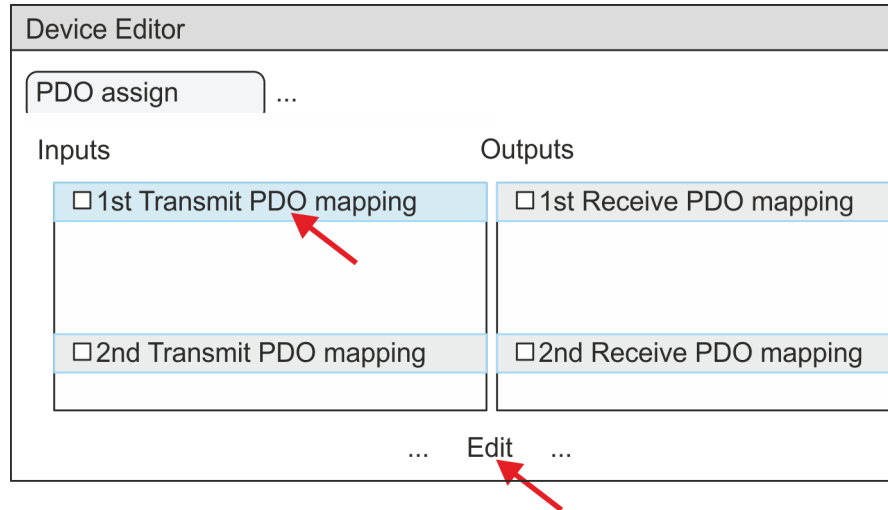 Device Editor
PDO assign ...
Inputs Outputs
1st Transmit PDO mapping 1st Receive PDO mapping
2nd Transmit PDO mapping 2nd Receive PDO mapping
... Edit ...